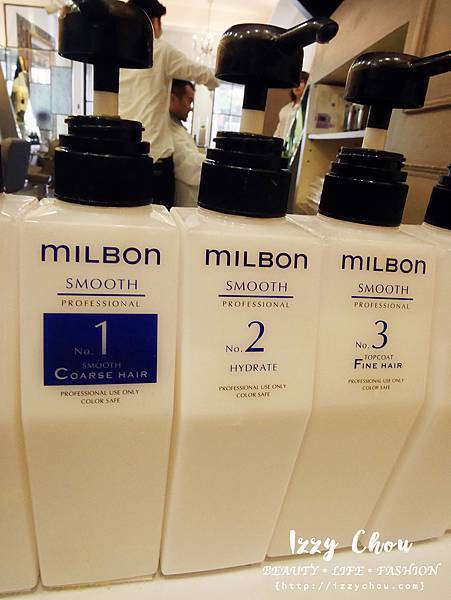 MILBON
SMOOTH
PROFESSIONAL
No. 1
SMOOTH
COARSE HAIR
PROFESSIONAL USE ONLY
COLOR SAFE
MILBON
SMOOTH
PROFESSIONAL
No. 2
HYDRATE
PROFESSIONAL USE ONLY
COLOR SAFE
MILBON
SMOOTH
PROFESSIONAL
No. 3
TOPCOAT
FINE HAIR
PROFESSIONAL USE ONLY
COLOR SAFE
Izzy Chou
BEAUTY • LIFE • FASHION
{http://izzychou.com}